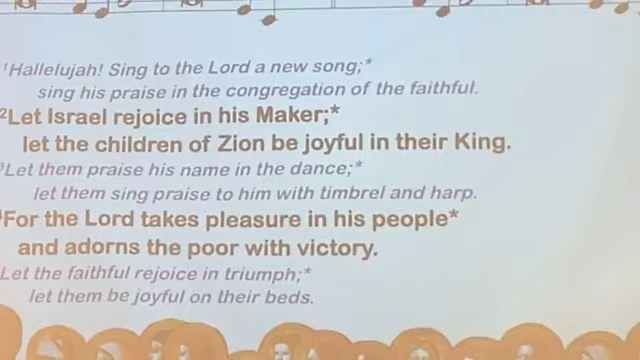 ¹Hallelujah! Sing to the Lord a new song;*
sing his praise in the congregation of the faithful.
²Let Israel rejoice in his Maker;*
let the children of Zion be joyful in their King.
³Let them praise his name in the dance;*
let them sing praise to him with timbrel and harp.
For the Lord takes pleasure in his people*
and adorns the poor with victory.
Let the faithful rejoice in triumph;*
let them be joyful on their beds.